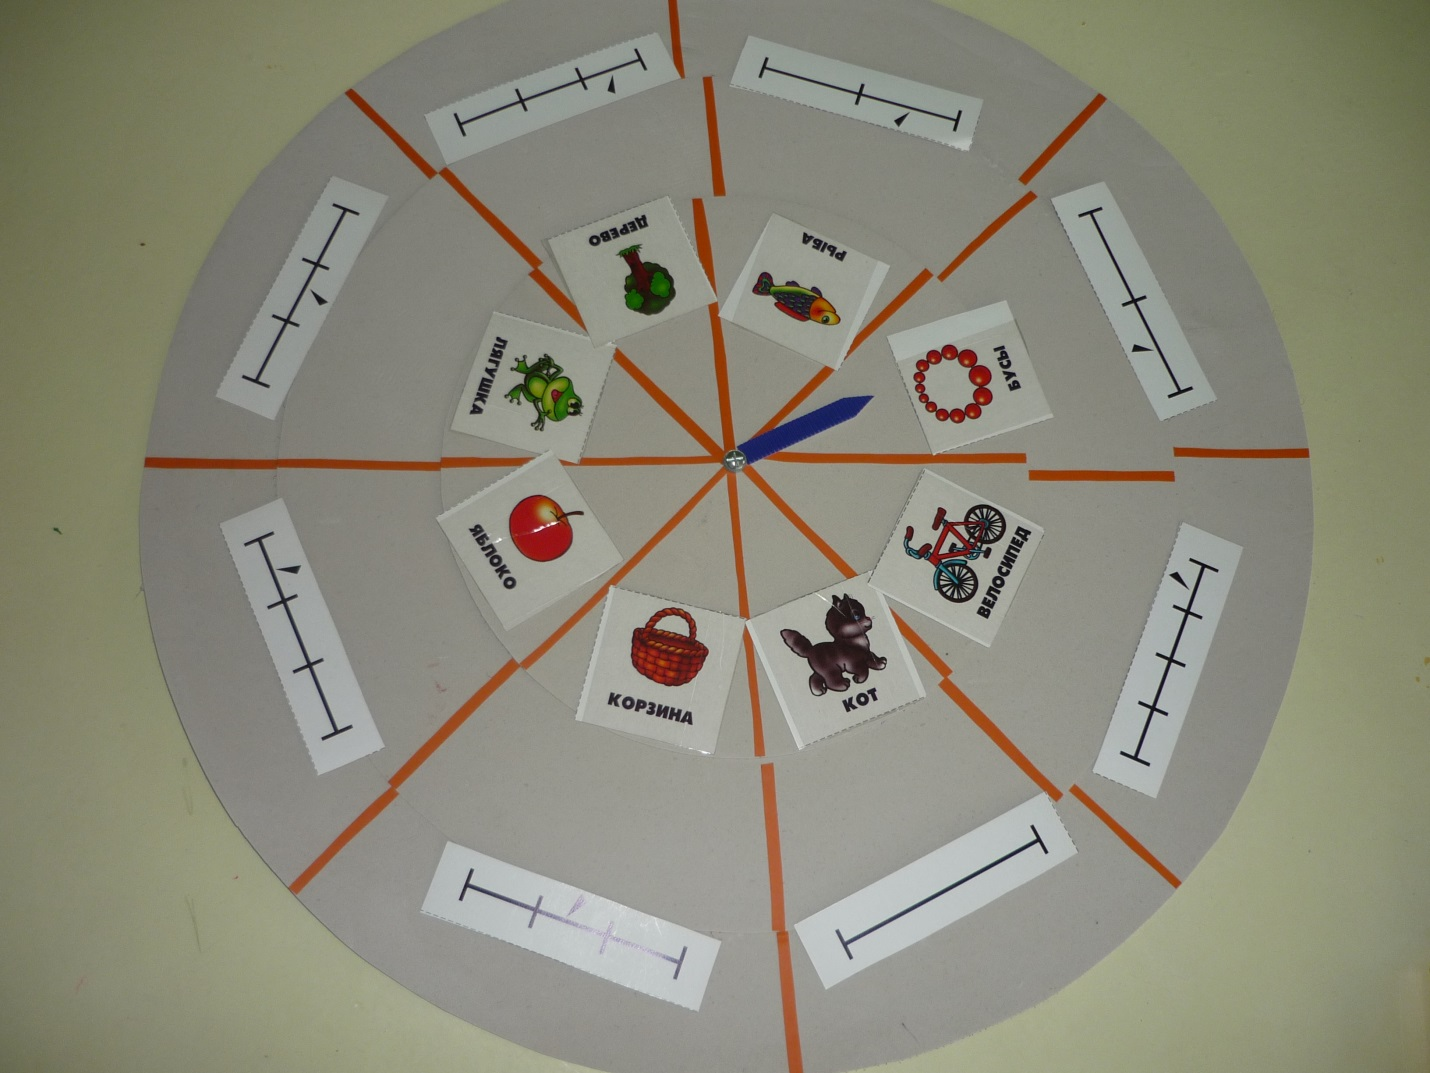 ДЕРЕВО
РЫБА
БУСЫ
ВЕЛОСИПЕД
КОТ
КОРЗИНА
ЯБЛОКО
ЛЯГУШКА